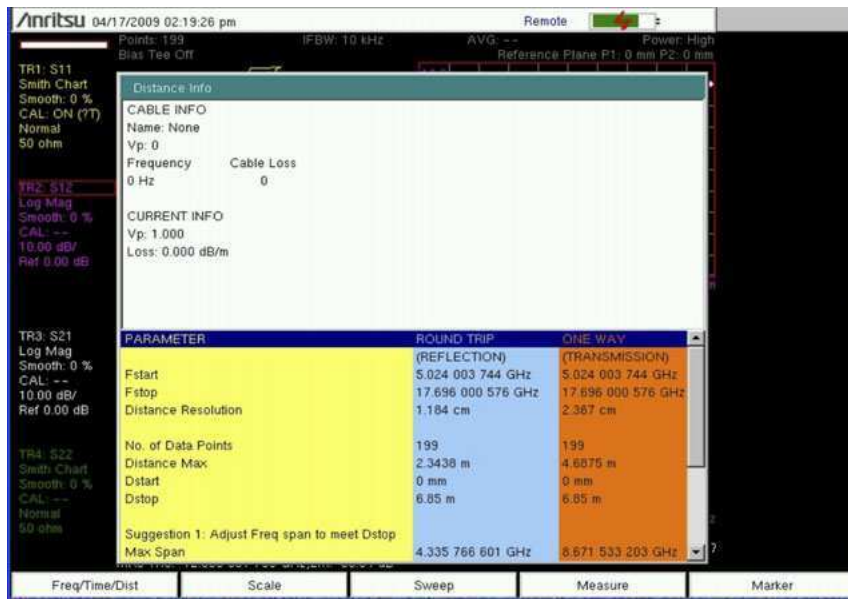 Anritsu 04/17/2009 02:19:26 pm Remote
Points: 199 IFBW: 10 kHz AVG: -- Power: High
Bias Tee Off Reference Plane P1: 0 mm P2: 0 mm
TR1: S11
Smith Chart
Smooth: 0 %
CAL: ON (?T)
Normal
50 ohm
TR2: S12
Log Mag
Smooth: 0 %
CAL: --
10.00 dB/
Ref 0.00 dB
TR3: S21
Log Mag
Smooth: 0 %
CAL: --
10.00 dB/
Ref 0.00 dB
TR4: S22
Smith Chart
Smooth: 0 %
CAL: --
Normal
50 ohm
Distance Info
CABLE INFO
Name: None
Vp: 0
Frequency Cable Loss
0 Hz 0
CURRENT INFO
Vp: 1.000
Loss: 0.000 dB/m
PARAMETER ROUND TRIP ONE WAY
(REFLECTION) (TRANSMISSION)
Fstart 5.024 003 744 GHz 5.024 003 744 GHz
Fstop 17.696 000 576 GHz 17.696 000 576 GHz
Distance Resolution 1.184 cm 2.367 cm
No. of Data Points 199 199
Distance Max 2.3438 m 4.6875 m
Dstart 0 mm 0 mm
Dstop 6.85 m 6.85 m
Suggestion 1: Adjust Freq span to meet Dstop
Max Span 4.335 766 601 GHz 8.671 533 203 GHz
Freq/Time/Dist Scale Sweep Measure Marker